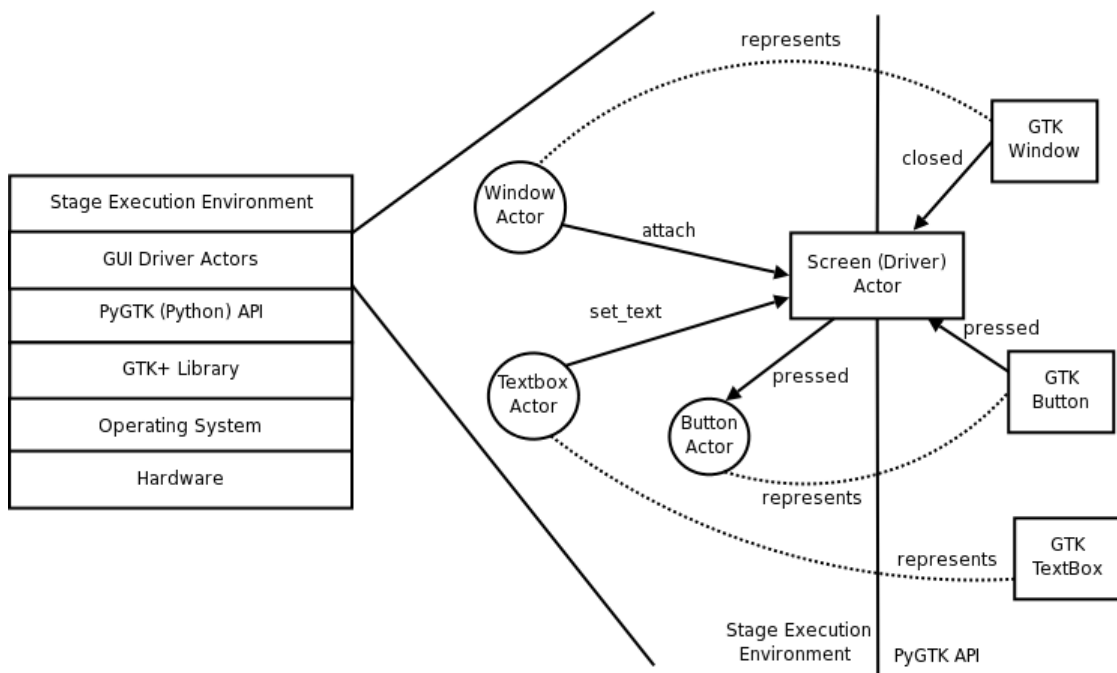 Stage Execution Environment
GUI Driver Actors
PyGTK (Python) API
GTK+ Library
Operating System
Hardware
represents
GTK
Window
closed
Window
Actor
attach
Screen (Driver)
Actor
set_text
pressed
Textbox
Actor
pressed
GTK
Button
Button
Actor
represents
represents
GTK
TextBox
Stage Execution
Environment
PyGTK API